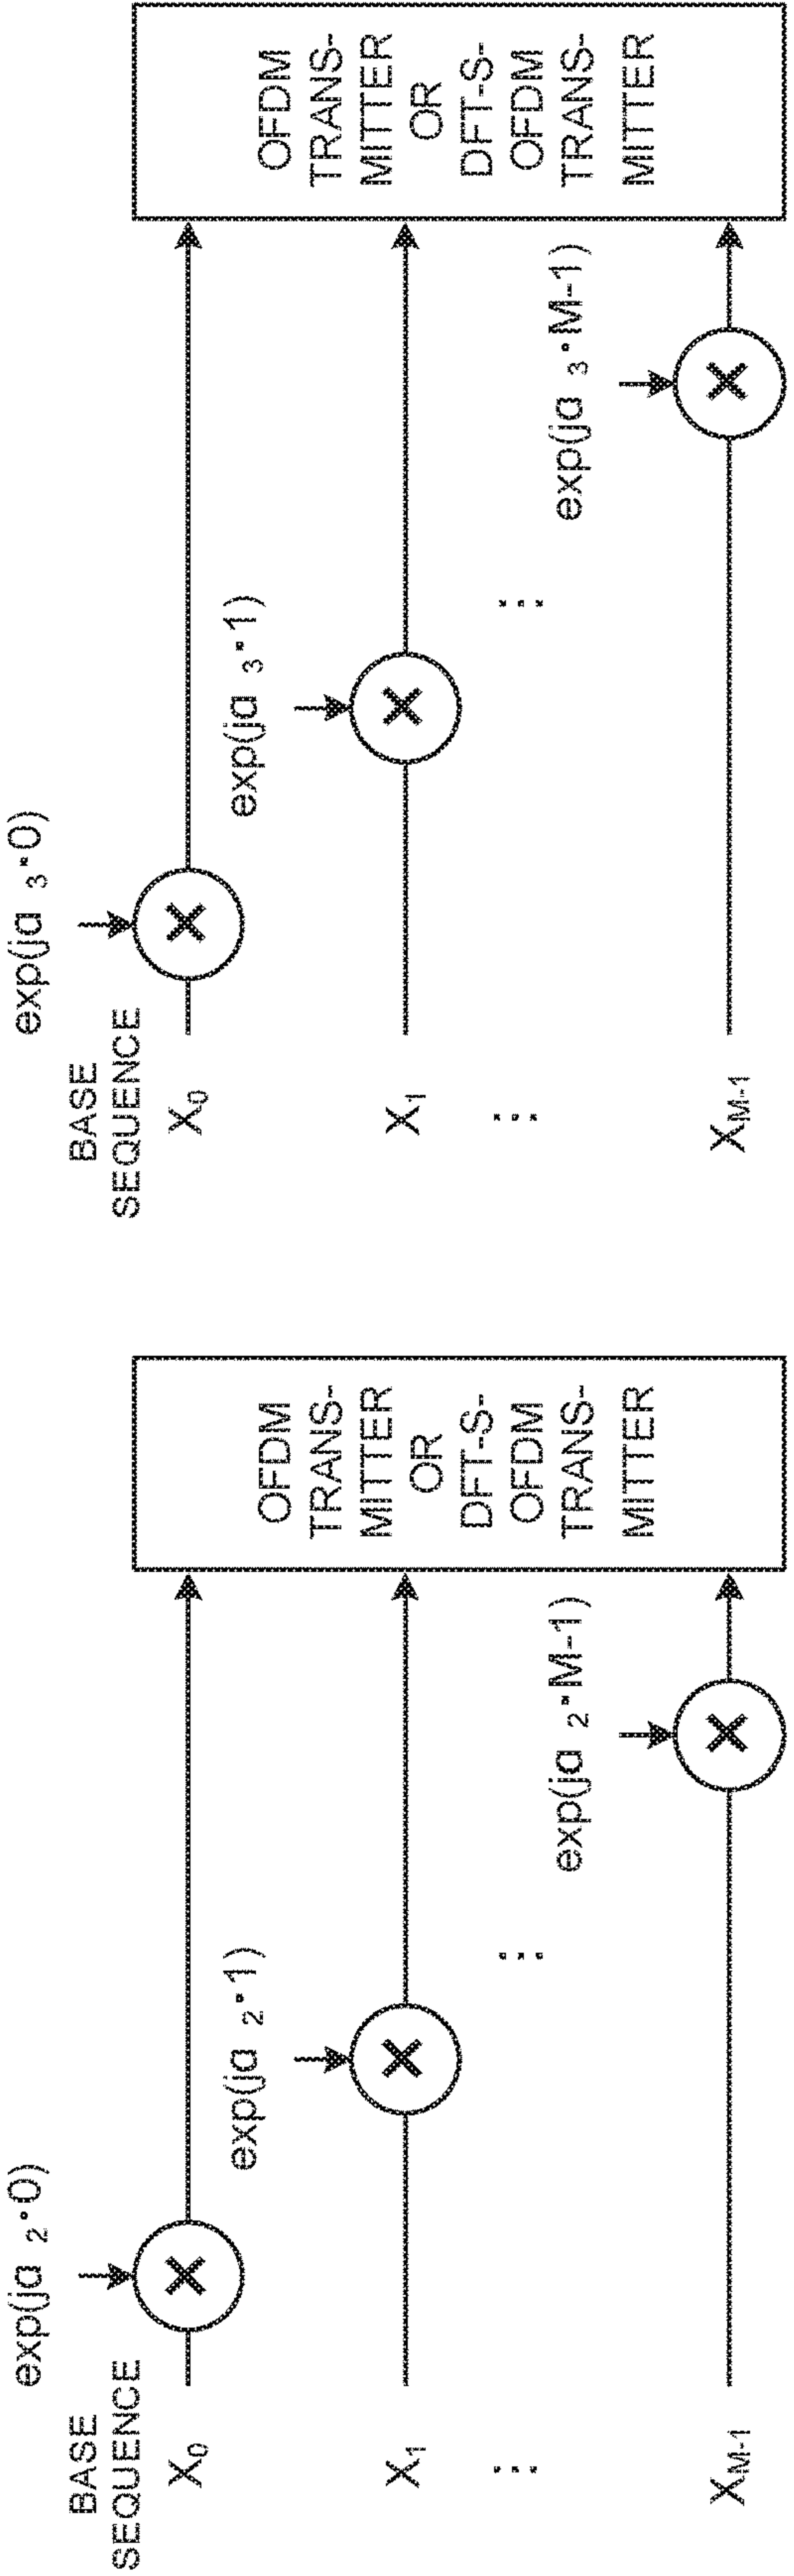 exp(jα 2•0)
BASE
SEQUENCE
X0
exp(jα 2•1)
X1
...
...
exp(jα 2•M-1)
XM-1
OFDM
TRANS-
MITTER
OR
DFT-S-
OFDM
TRANS-
MITTER
exp(jα 3•0)
BASE
SEQUENCE
X0
exp(jα 3•1)
X1
...
...
exp(jα 3•M-1)
XM-1
OFDM
TRANS-
MITTER
OR
DFT-S-
OFDM
TRANS-
MITTER